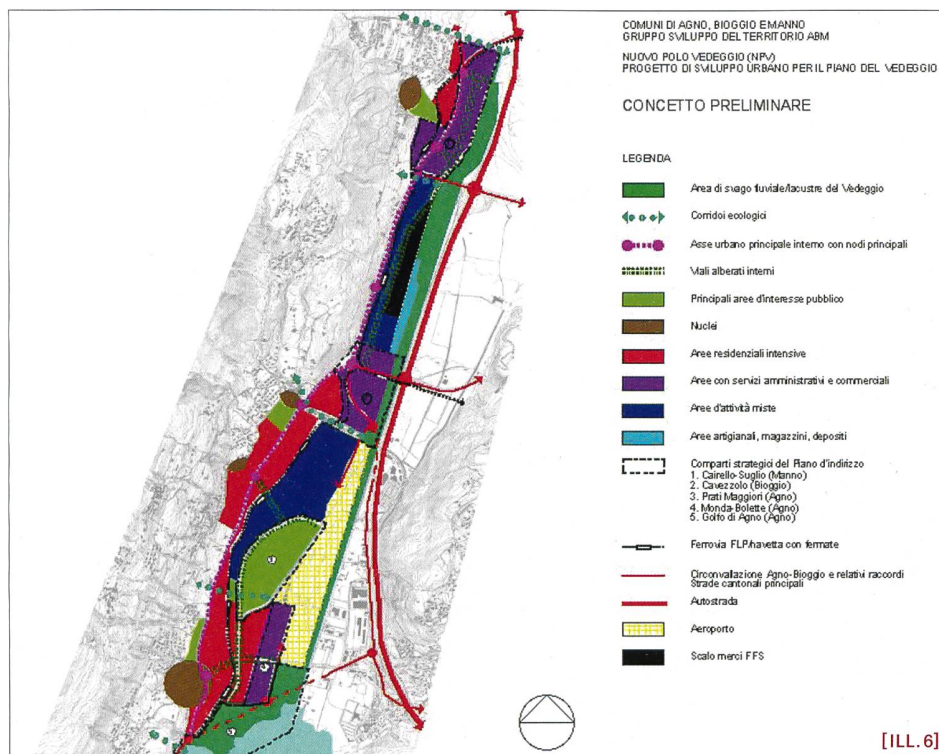 COMUNI DI AGNO, BIOGGIO E MANNO
GRUPPO SVILUPPO DEL TERRITORIO ABM
NUOVO POLO VEDEGGIO (NPV)
PROGETTO DI SVILUPPO URBANO PER IL PIANO DEL VEDEGGIO
CONCETTO PRELIMINARE
LEGENDA
Area di svago fluviale/lacustre del Vedeggio
Corridoi ecologici
Asse urbano principale interno con nodi principali
Viali alberati interni
Principali aree d'interesse pubblico
Nuclei
Aree residenziali intensive
Aree con servizi amministrativi e commerciali
Aree d'attività miste
Aree artigianali, magazzini, depositi
Comparti strategici del Piano d'indirizzo
1. Cairello-Suglio (Manno)
2. Cavezzolo (Bioggio)
3. Prati Maggiori (Agno)
4. Monda-Bolette (Agno)
5. Golfo di Agno (Agno)
Ferrovia FLP/navetta con fermate
Circonvallazione Agno-Bioggio e relativi raccordi
Strade cantonali principali
Autostrada
Aeroporto
Scalo merci FFS
[ILL.6]